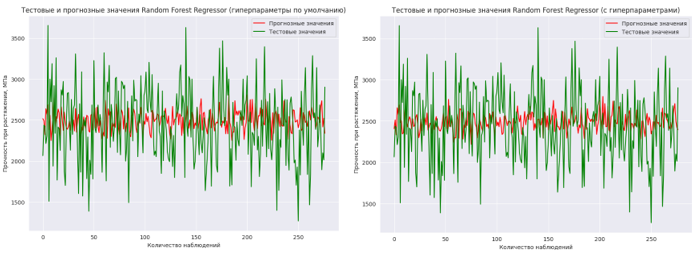 Тестовые и прогнозные значения Random Forest Regressor (гиперпараметры по умолчанию)
Прогнозные значения
Тестовые значения
Прочность при растяжении, МПа
3500
3000
2500
2000
1500
0
50
100
150
200
250
Количество наблюдений
Тестовые и прогнозные значения Random Forest Regressor (с гиперпараметрами)
Прогнозные значения
Тестовые значения
Прочность при растяжении, МПа
3500
3000
2500
2000
1500
0
50
100
150
200
250
Количество наблюдений